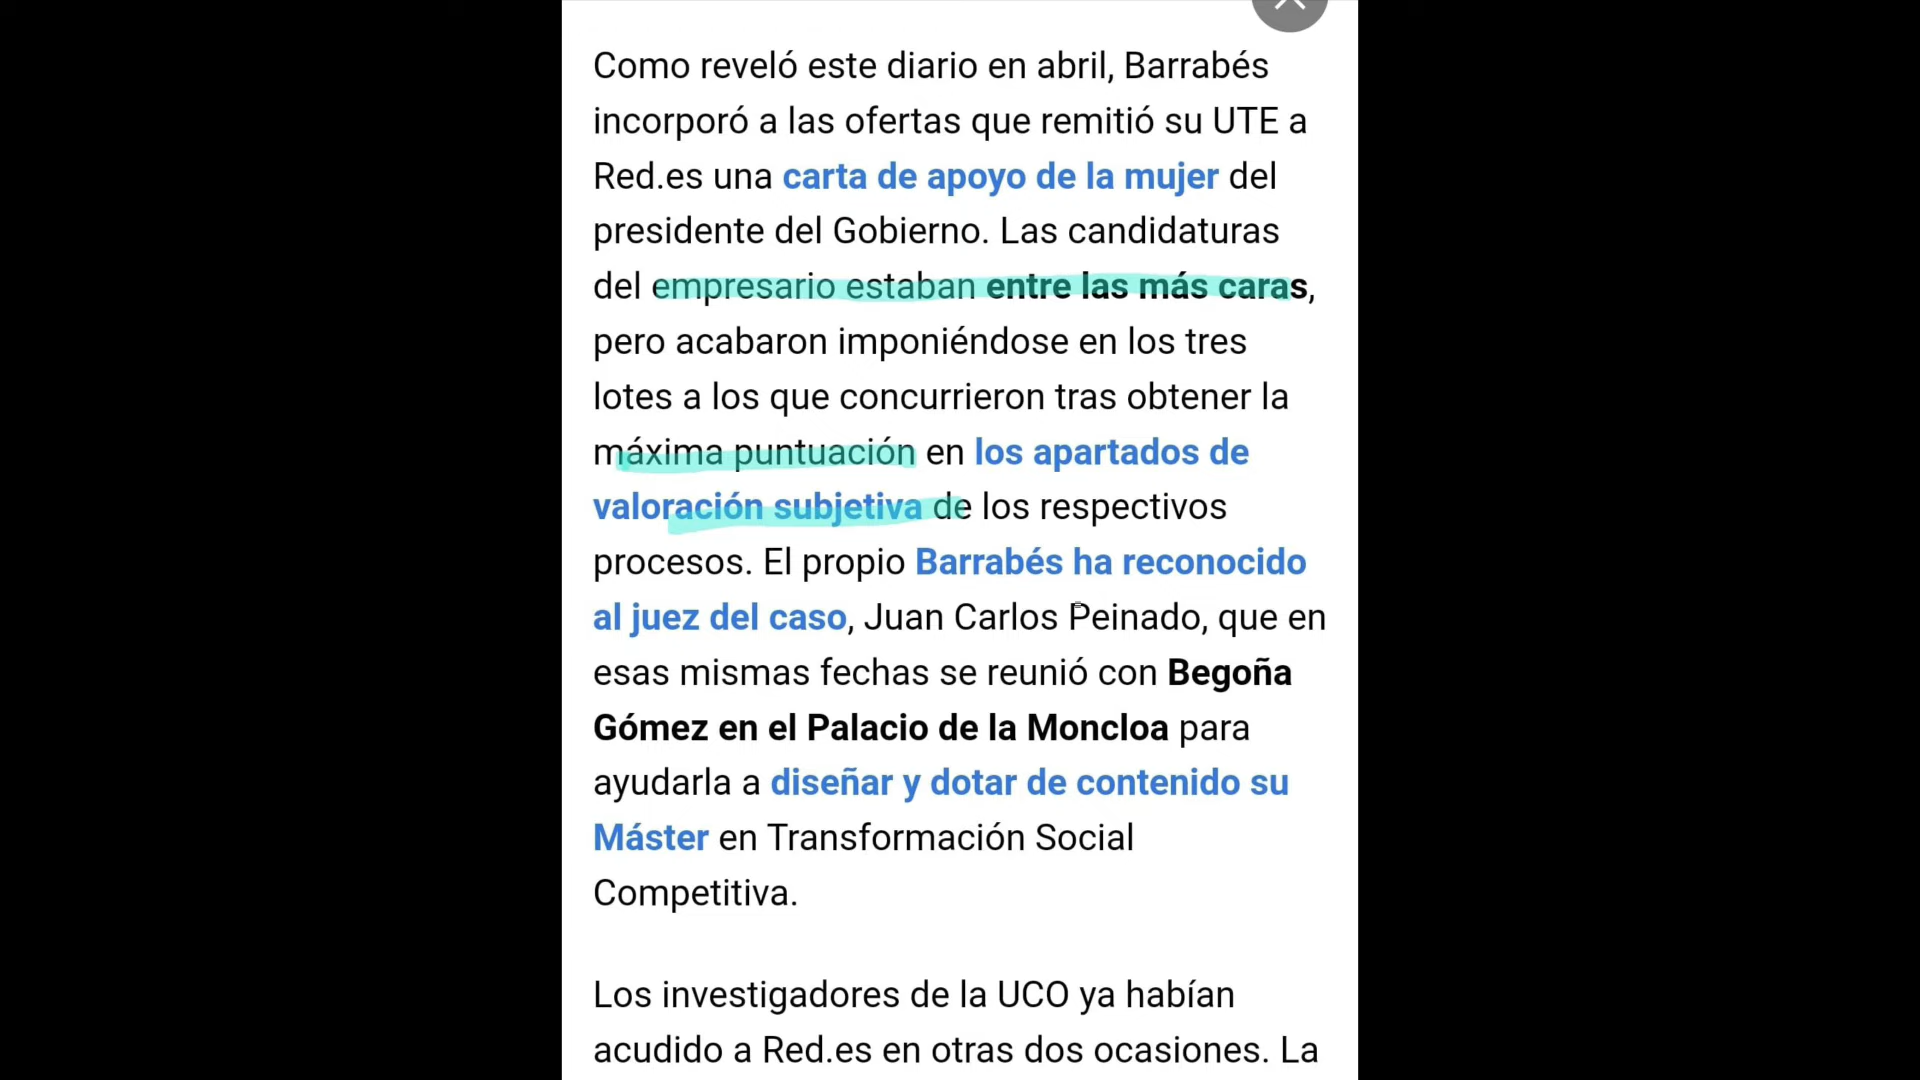 Como reveló este diario en abril, Barrabés
incorporó a las ofertas que remitió su UTE a
Red.es una carta de apoyo de la mujer del
presidente del Gobierno. Las candidaturas
del empresario estaban entre las más caras,
pero acabaron imponiéndose en los tres
lotes a los que concurrieron tras obtener la
máxima puntuación en los apartados de
valoración subjetiva de los respectivos
procesos. El propio Barrabés ha reconocido
al juez del caso, Juan Carlos Peinado, que en
esas mismas fechas se reunió con Begoña
Gómez en el Palacio de la Moncloa para
ayudarla a diseñar y dotar de contenido su
Máster en Transformación Social
Competitiva.
Los investigadores de la UCO ya habían
acudido a Red.es en otras dos ocasiones. La